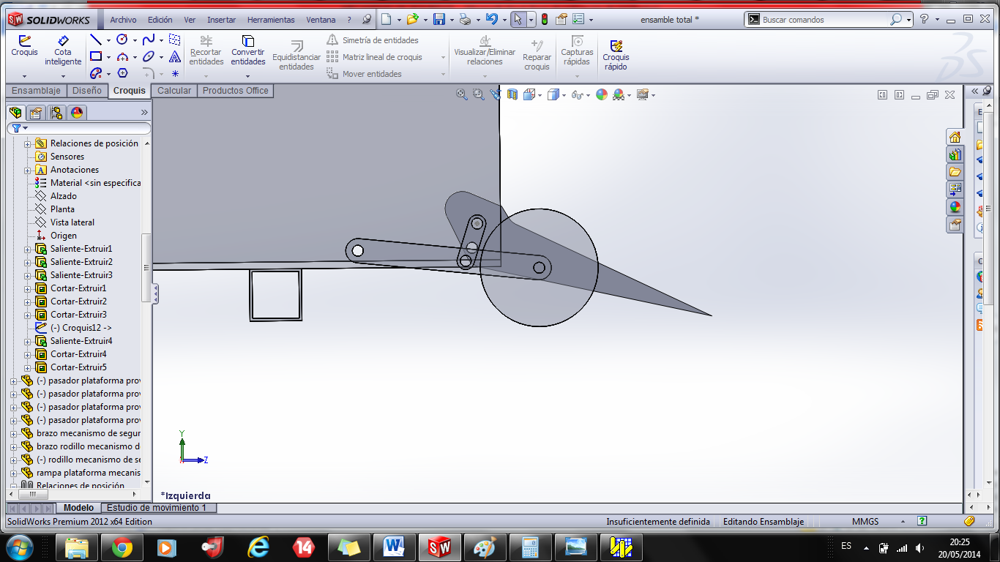 SOLIDWORKS Archivo Edición Ver Insertar Herramientas Ventana ? ensamble total * Buscar comandos ?
Croquis
Cota inteligente
Recortar entidades
Convertir entidades
Equidistanciar entidades
Simetría de entidades
Matriz lineal de croquis
Mover entidades
Visualizar/Eliminar relaciones
Reparar croquis
Capturas rápidas
Croquis rápido
Ensamblaje Diseño Croquis Calcular Productos Office
Relaciones de posición
Sensores
Anotaciones
Material <sin especifica
Alzado
Planta
Vista lateral
Origen
Saliente-Extruir1
Saliente-Extruir2
Saliente-Extruir3
Cortar-Extruir1
Cortar-Extruir2
Cortar-Extruir3
(-) Croquis12 ->
Saliente-Extruir4
Cortar-Extruir4
Cortar-Extruir5
(-) pasador plataforma prov
(-) pasador plataforma prov
(-) pasador plataforma prov
(-) pasador plataforma prov
brazo mecanismo de segur
brazo rodillo mecanismo d
(-) rodillo mecanismo de se
rampa plataforma mecanis
Relaciones de posición
Y
Z
*Izquierda
Modelo Estudio de movimiento 1
SolidWorks Premium 2012 x64 Edition Insuficientemente definida Editando Ensamblaje MMGS ?
14 W SW ES 20:25
20/05/2014